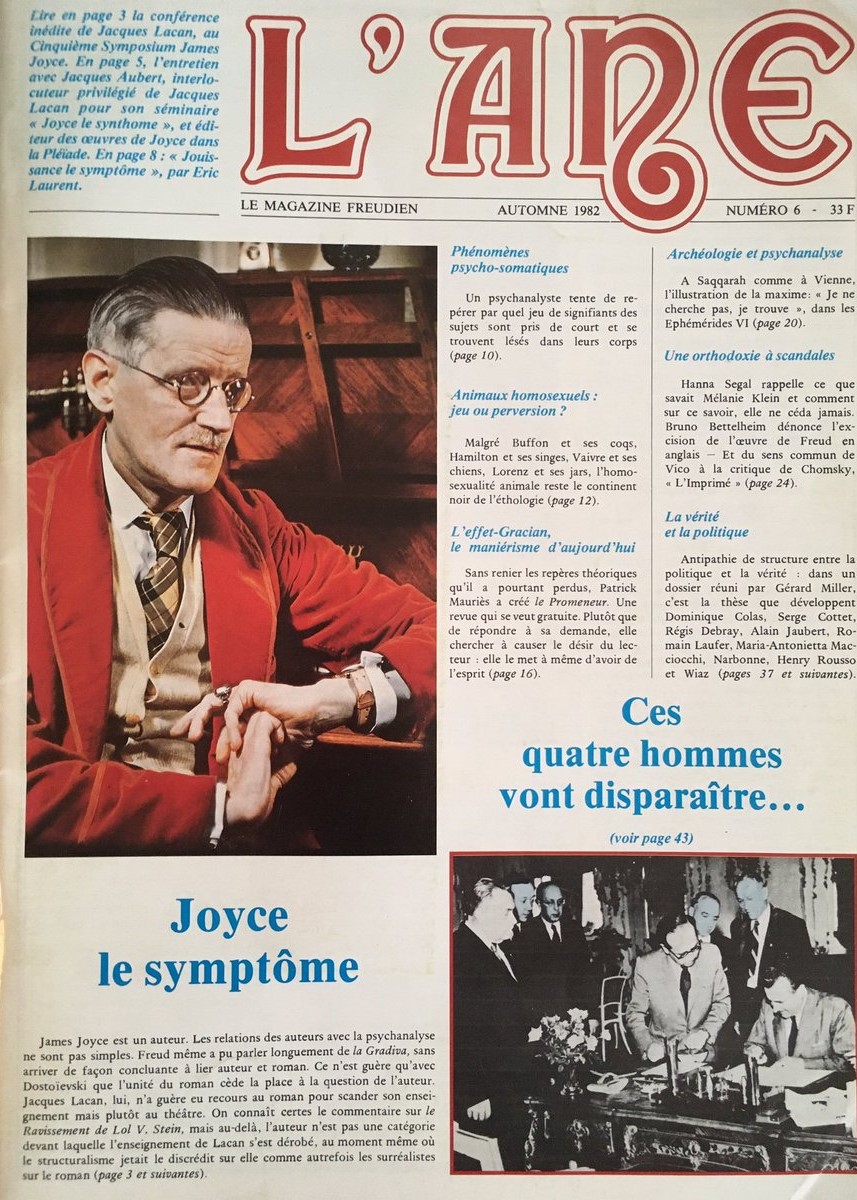 Lire en page 3 la conférence
inédite de Jacques Lacan, au
Cinquième Symposium James
Joyce. En page 5, l'entretien
avec Jacques Aubert, interlo-
cuteur privilégié de Jacques
Lacan pour son séminaire
« Joyce le synthome », et édi-
teur des œuvres de Joyce dans
la Pléiade. En page 8 : « Jouis-
sance le symptôme », par Eric
Laurent.
L'ANE
LE MAGAZINE FREUDIEN AUTOMNE 1982 NUMÉRO 6 - 33 F
Phénomènes
psycho-somatiques
Un psychanalyste tente de re-
pérer par quel jeu de signifiants des
sujets sont pris de court et se
trouvent lésés dans leurs corps
(page 10).
Animaux homosexuels :
jeu ou perversion ?
Malgré Buffon et ses coqs,
Hamilton et ses singes, Vaivre et ses
chiens, Lorenz et ses jars, l'homo-
sexualité animale reste le continent
noir de l'éthologie (page 12).
L'effet-Gracian,
le maniérisme d'aujourd'hui
Sans renier les repères théoriques
qu'il a pourtant perdus, Patrick
Mauriès a créé le Promeneur. Une
revue qui se veut gratuite. Plutôt que
de répondre à sa demande, elle
chercher à causer le désir du lec-
teur : elle le met à même d'avoir de
l'esprit (page 16).
Archéologie et psychanalyse
A Saqqarah comme à Vienne,
l'illustration de la maxime: « Je ne
cherche pas, je trouve », dans les
Ephémérides VI (page 20).
Une orthodoxie à scandales
Hanna Segal rappelle ce que
savait Mélanie Klein et comment
sur ce savoir, elle ne céda jamais.
Bruno Bettelheim dénonce l'ex-
cision de l'œuvre de Freud en
anglais — Et du sens commun de
Vico à la critique de Chomsky,
« L'Imprimé » (page 24).
La vérité
et la politique
Antipathie de structure entre la
politique et la vérité : dans un
dossier réuni par Gérard Miller,
c'est la thèse que développent
Dominique Colas, Serge Cottet,
Régis Debray, Alain Jaubert, Ro-
main Laufer, Maria-Antonietta Mac-
ciocchi, Narbonne, Henry Rousso
et Wiaz (pages 37 et suivantes).
Ces
quatre hommes
vont disparaître...
(voir page 43)
Joyce
le symptôme
James Joyce est un auteur. Les relations des auteurs avec la psychanalyse
ne sont pas simples. Freud même a pu parler longuement de la Gradiva, sans
arriver de façon concluante à lier auteur et roman. Ce n'est guère qu'avec
Dostoïevski que l'unité du roman cède la place à la question de l'auteur.
Jacques Lacan, lui, n'a guère eu recours au roman pour scander son ensei-
gnement mais plutôt au théâtre. On connaît certes le commentaire sur le
Ravissement de Lol V. Stein, mais au-delà, l'auteur n'est pas une catégorie
devant laquelle l'enseignement de Lacan s'est dérobé, au moment même où
le structuralisme jetait le discrédit sur elle comme autrefois les surréalistes
sur le roman (page 3 et suivantes).